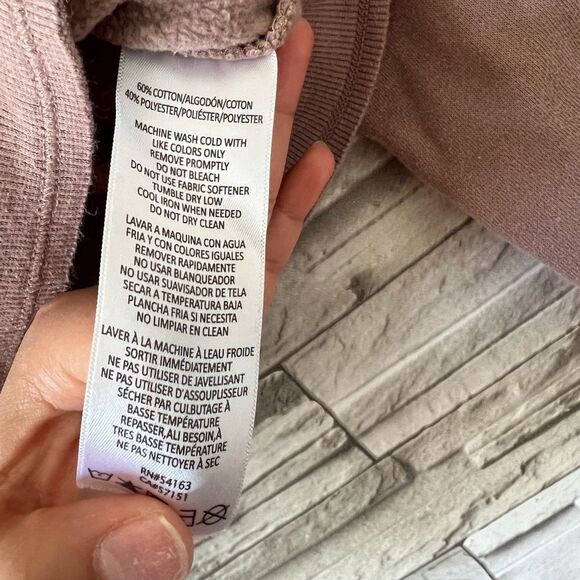 60% COTTON/ALGODÓN/COTON
40% POLYESTER/POLIÉSTER/POLYESTER
MACHINE WASH COLD WITH
LIKE COLORS ONLY
REMOVE PROMPTLY
DO NOT BLEACH
DO NOT USE FABRIC SOFTENER
TUMBLE DRY LOW
COOL IRON WHEN NEEDED
DO NOT DRY CLEAN
LAVAR A MAQUINA CON AGUA
FRIA Y CON COLORES IGUALES
REMOVER RAPIDAMENTE
NO USAR BLANQUEADOR
NO USAR SUAVISADOR DE TELA
SECAR A TEMPERATURA BAJA
PLANCHA FRIA SI NECESITA
NO LIMPIAR EN CLEAN
LAVER À LA MACHINE À LEAU FROIDE
SORTIR IMMÉDIATEMENT
NE PAS UTILISER DE JAVELLISANT
NE PAS UTILISER D'ASSOUPLISEUR
SÉCHER PAR CULBUTAGE À
BASSE TEMPÉRATURE
REPASSER,ALI BESOIN,À
TRES BASSE TEMPÉRATURE
NE PAS NETTOYER À SEC
RN#54163
CA#57151